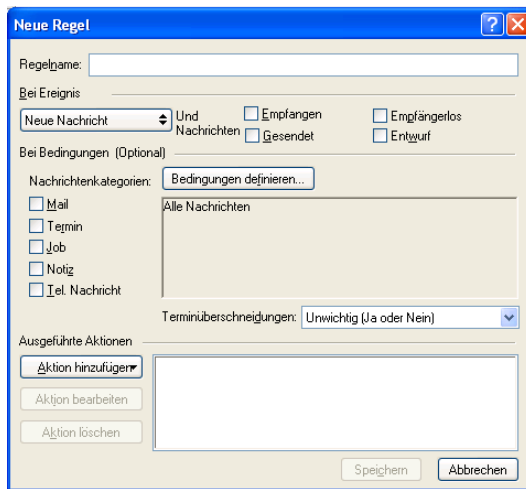 Neue Regel
Regelname:
Bei Ereignis
Neue Nachricht
Und Nachrichten
Empfangen
Empfängerlos
Gesendet
Entwurf
Bei Bedingungen (Optional)
Nachrichtenkategorien:
Bedingungen definieren...
Mail
Alle Nachrichten
Termin
Job
Notiz
Tel. Nachricht
Terminüberschneidungen:
Unwichtig (Ja oder Nein)
Ausgeführte Aktionen
Aktion hinzufügen
Aktion bearbeiten
Aktion löschen
Speichern
Abbrechen